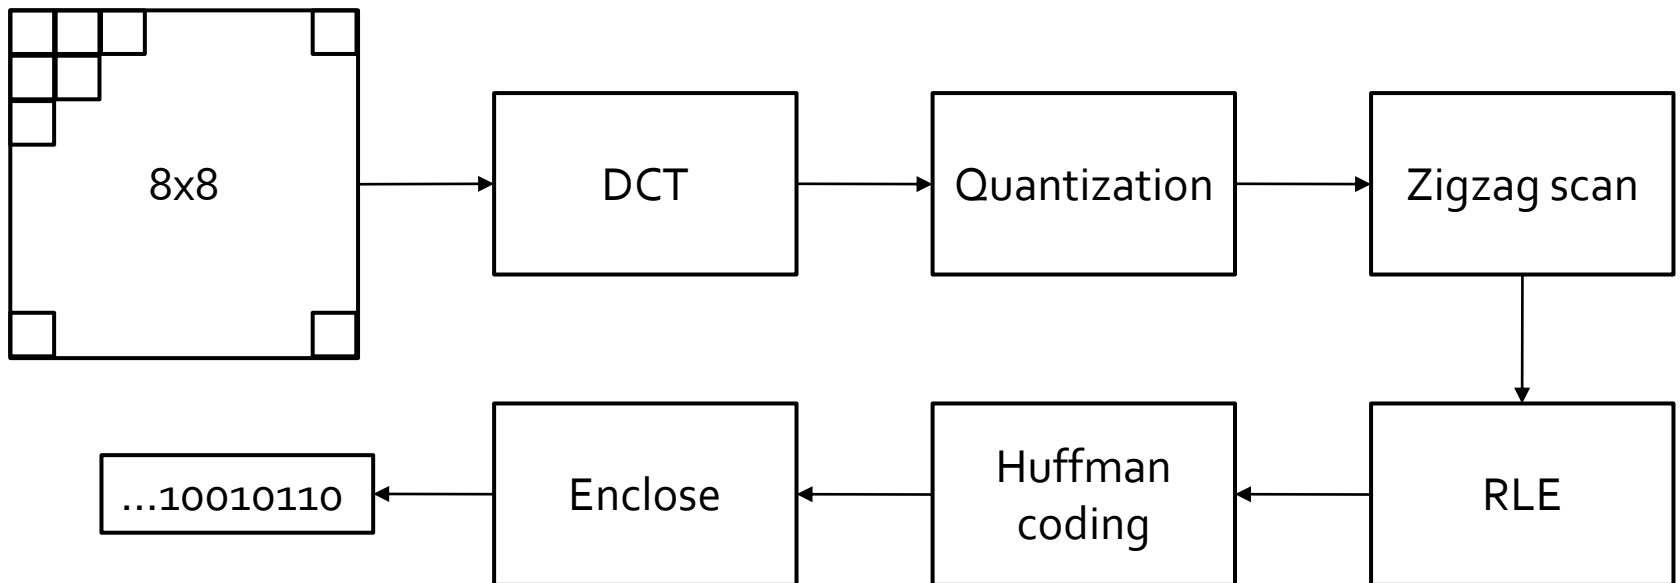 8x8
DCT
Quantization
Zigzag scan
RLE
Huffman
coding
Enclose
...10010110